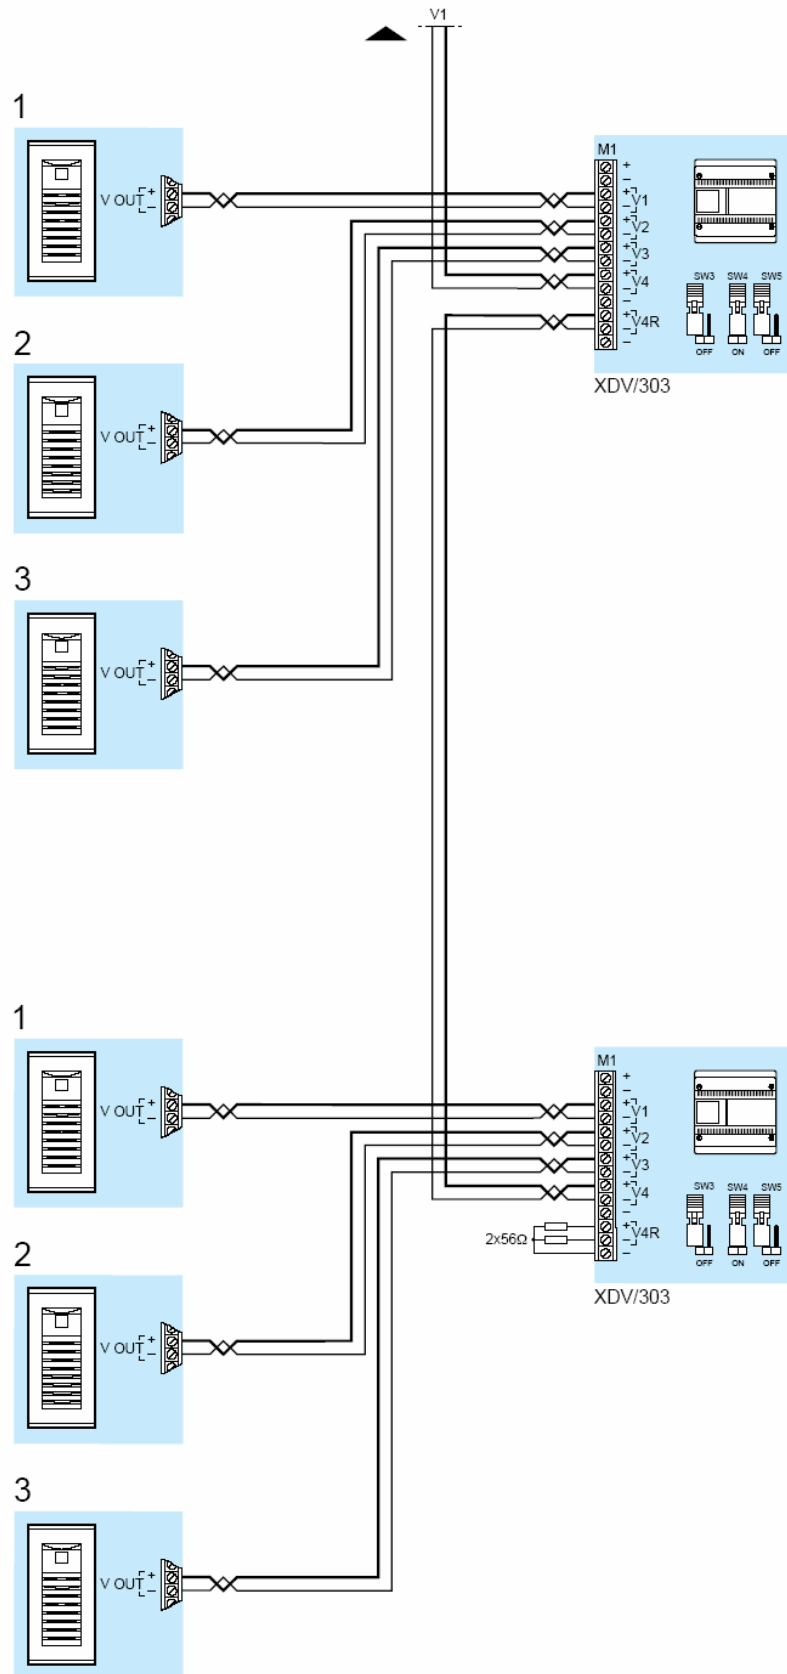 V1
1
V OUT + −
M1
+
−
+ − V1
+ − V2
+ − V3
+ − V4
−
+ − V4R
−
SW3 SW4 SW5
OFF ON OFF
XDV/303
2
V OUT + −
3
V OUT + −
1
V OUT + −
M1
+
−
+ − V1
+ − V2
+ − V3
+ − V4
−
+ − V4R
−
2x56Ω
SW3 SW4 SW5
OFF ON OFF
XDV/303
2
V OUT + −
3
V OUT + −